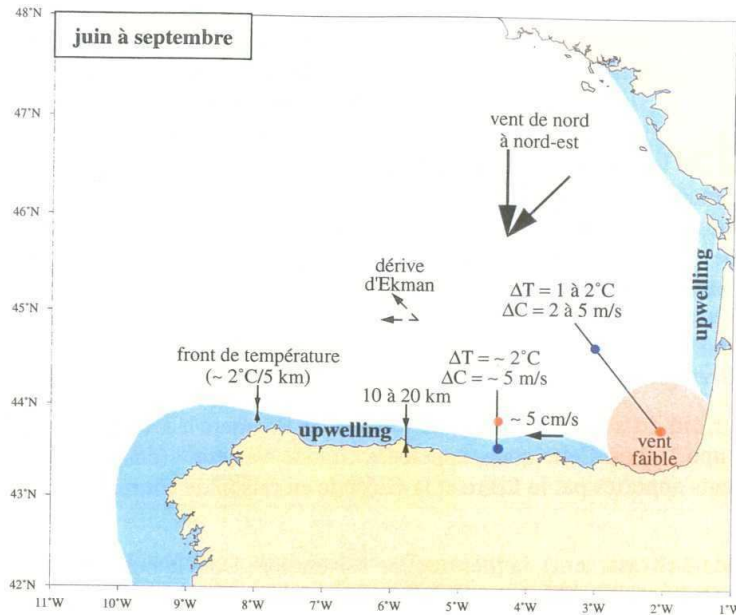 48°N
juin à septembre
47°N
vent de nord
à nord-est
46°N
dérive
d'Ekman
upwelling
ΔT = 1 à 2°C
ΔC = 2 à 5 m/s
45°N
front de température
(~ 2°C/5 km)
ΔT = ~ 2°C
ΔC = ~ 5 m/s
10 à 20 km
44°N
~ 5 cm/s
upwelling
vent
faible
43°N
42°N
11°W
10°W
9°W
8°W
7°W
6°W
5°W
4°W
3°W
2°W
1°W